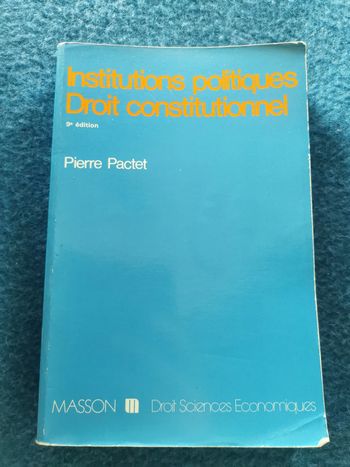 Institutions politiques
Droit constitutionnel
9e édition
Pierre Pactet
MASSON Droit Sciences Economiques